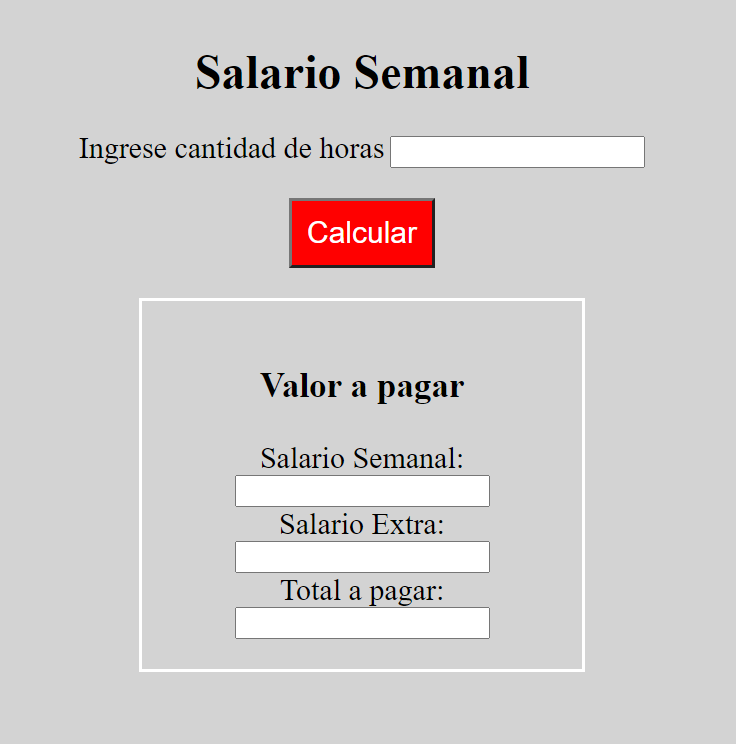 Salario Semanal
Ingrese cantidad de horas
Calcular
Valor a pagar
Salario Semanal:
Salario Extra:
Total a pagar: